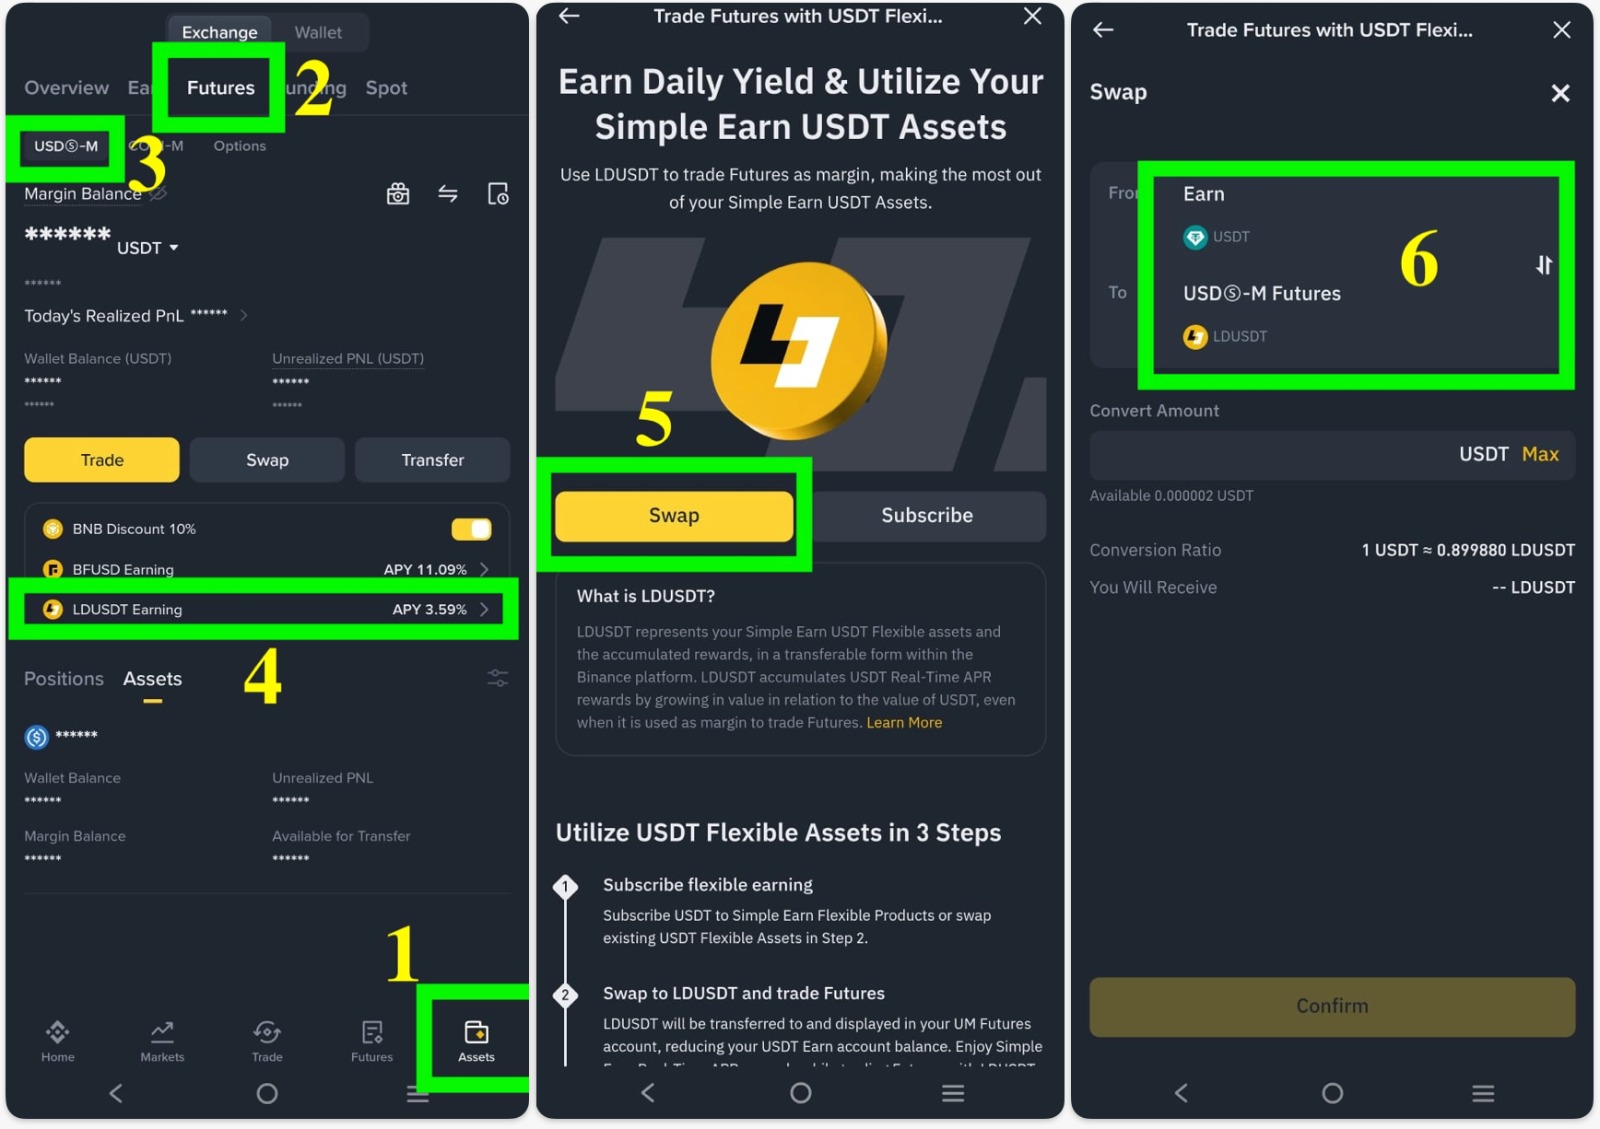 Exchange
Wallet
Overview
Futures
Spot
2
USDⓈ-M
-M
Options
3
Margin Balance
******
USDT
******
Today's Realized PnL ******
Wallet Balance (USDT)
Unrealized PNL (USDT)
******
******
******
******
Trade
Swap
Transfer
BNB Discount 10%
BFUSD Earning
APY 11.09%
LDUSDT Earning
APY 3.59%
4
Positions
Assets
******
Wallet Balance
Unrealized PNL
******
******
Margin Balance
Available for Transfer
******
******
1
Home
Markets
Trade
Futures
Assets
Trade Futures with USDT Flexi...
Earn Daily Yield & Utilize Your
Simple Earn USDT Assets
Use LDUSDT to trade Futures as margin, making the most out
of your Simple Earn USDT Assets.
5
Swap
Subscribe
What is LDUSDT?
LDUSDT represents your Simple Earn USDT Flexible assets and
the accumulated rewards, in a transferable form within the
Binance platform. LDUSDT accumulates USDT Real-Time APR
rewards by growing in value in relation to the value of USDT, even
when it is used as margin to trade Futures. Learn More
Utilize USDT Flexible Assets in 3 Steps
1
Subscribe flexible earning
Subscribe USDT to Simple Earn Flexible Products or swap
existing USDT Flexible Assets in Step 2.
2
Swap to LDUSDT and trade Futures
LDUSDT will be transferred to and displayed in your UM Futures
account, reducing your USDT Earn account balance. Enjoy Simple
Trade Futures with USDT Flexi...
Swap
Earn
USDT
6
To
USDⓈ-M Futures
LDUSDT
Convert Amount
USDT Max
Available 0.000002 USDT
Conversion Ratio
1 USDT ≈ 0.899880 LDUSDT
You Will Receive
-- LDUSDT
Confirm